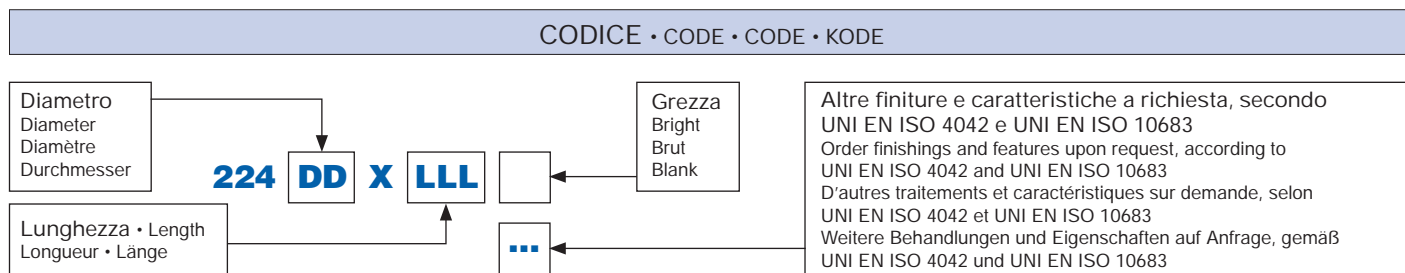 CODICE • CODE • CODE • KODE
Diametro
Diameter
Diamètre
Durchmesser
224 DD X LLL
Grezza
Bright
Brut
Blank
Lunghezza • Length
Longueur • Länge
...
Altre finiture e caratteristiche a richiesta, secondo
UNI EN ISO 4042 e UNI EN ISO 10683
Order finishings and features upon request, according to
UNI EN ISO 4042 and UNI EN ISO 10683
D'autres traitements et caractéristiques sur demande, selon
UNI EN ISO 4042 et UNI EN ISO 10683
Weitere Behandlungen und Eigenschaften auf Anfrage, gemäß
UNI EN ISO 4042 und UNI EN ISO 10683